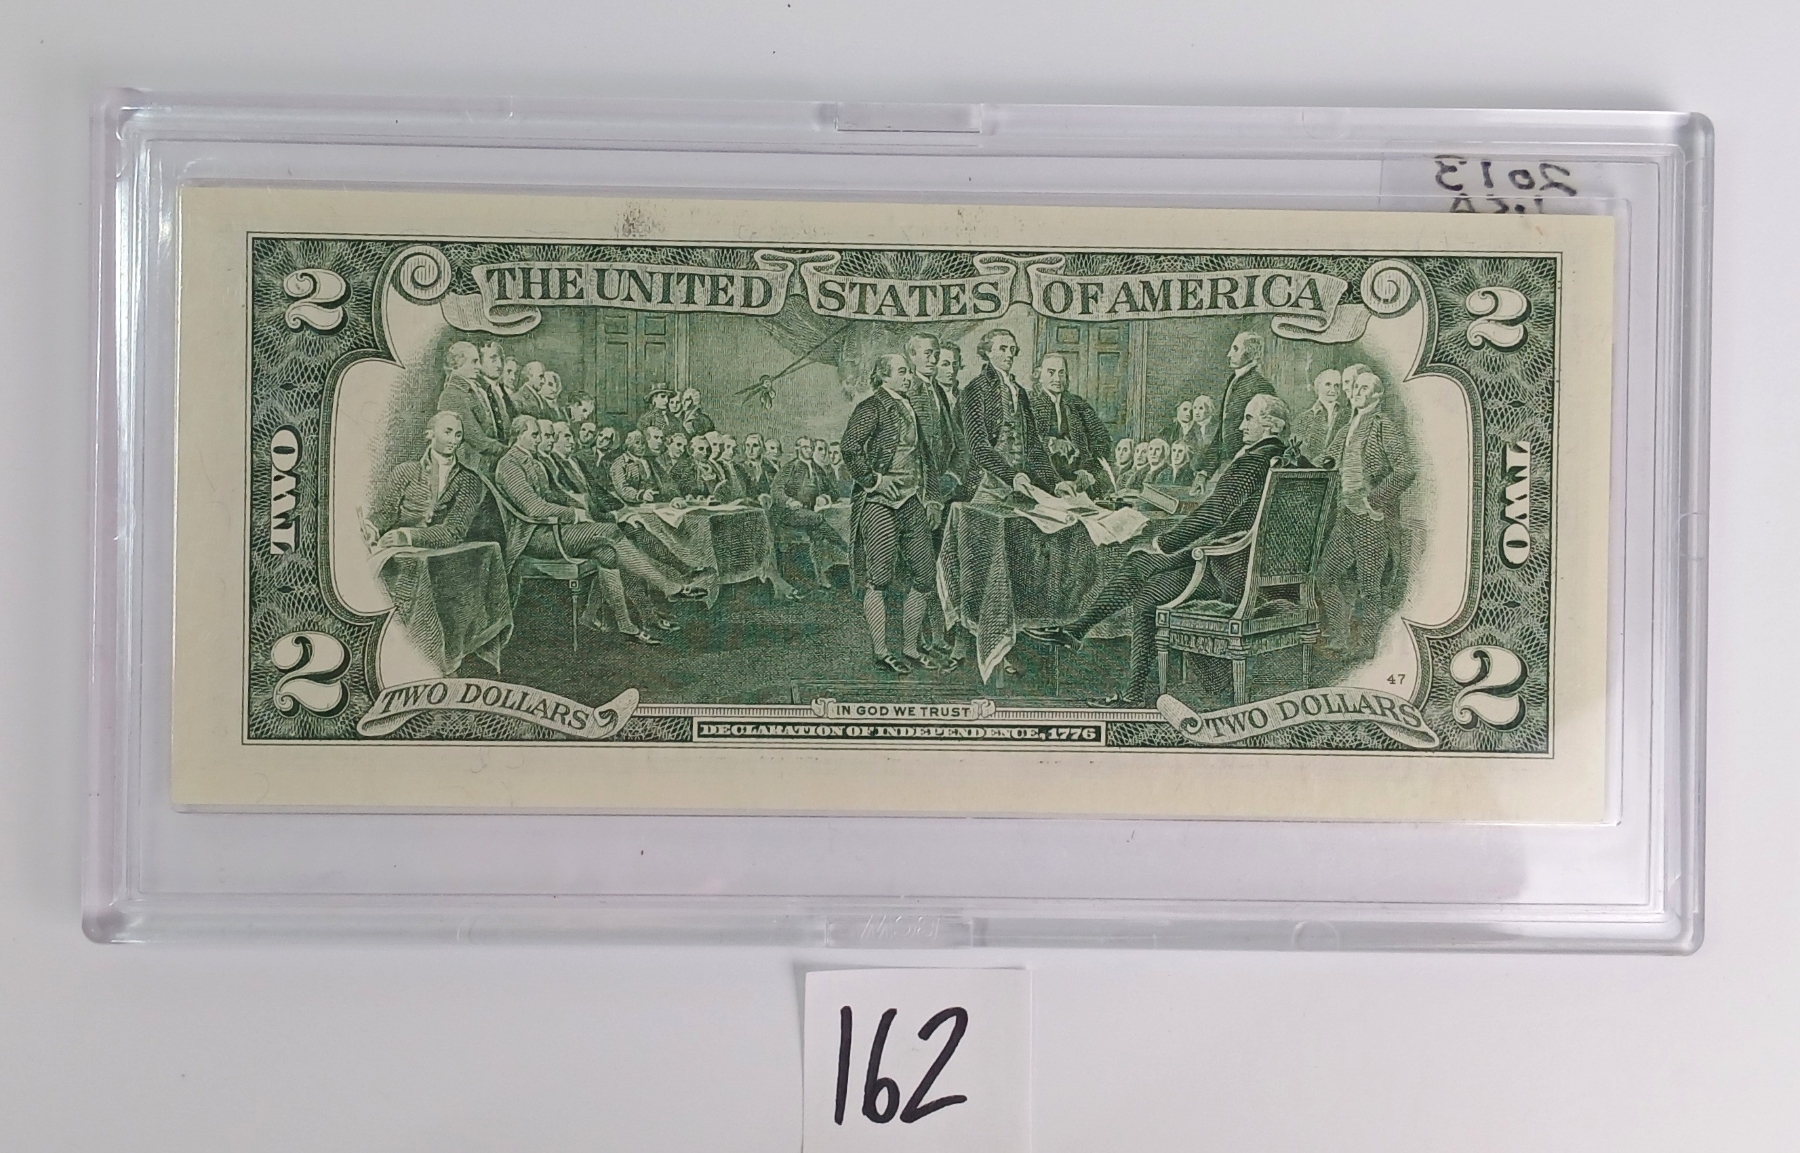 2013
USA
THE UNITED STATES OF AMERICA
2 2
TWO TWO
2 2
47
TWO DOLLARS IN GOD WE TRUST TWO DOLLARS
DECLARATION OF INDEPENDENCE, 1776
162